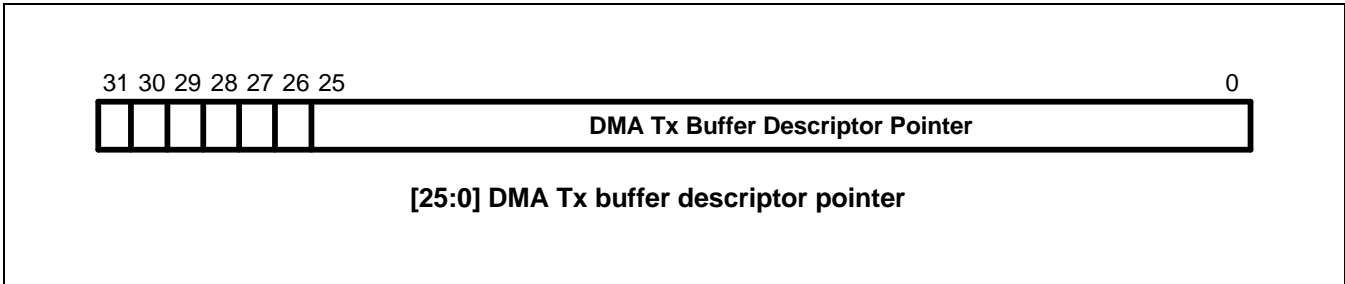 31 30 29 28 27 26 25 0
DMA Tx Buffer Descriptor Pointer
[25:0] DMA Tx buffer descriptor pointer